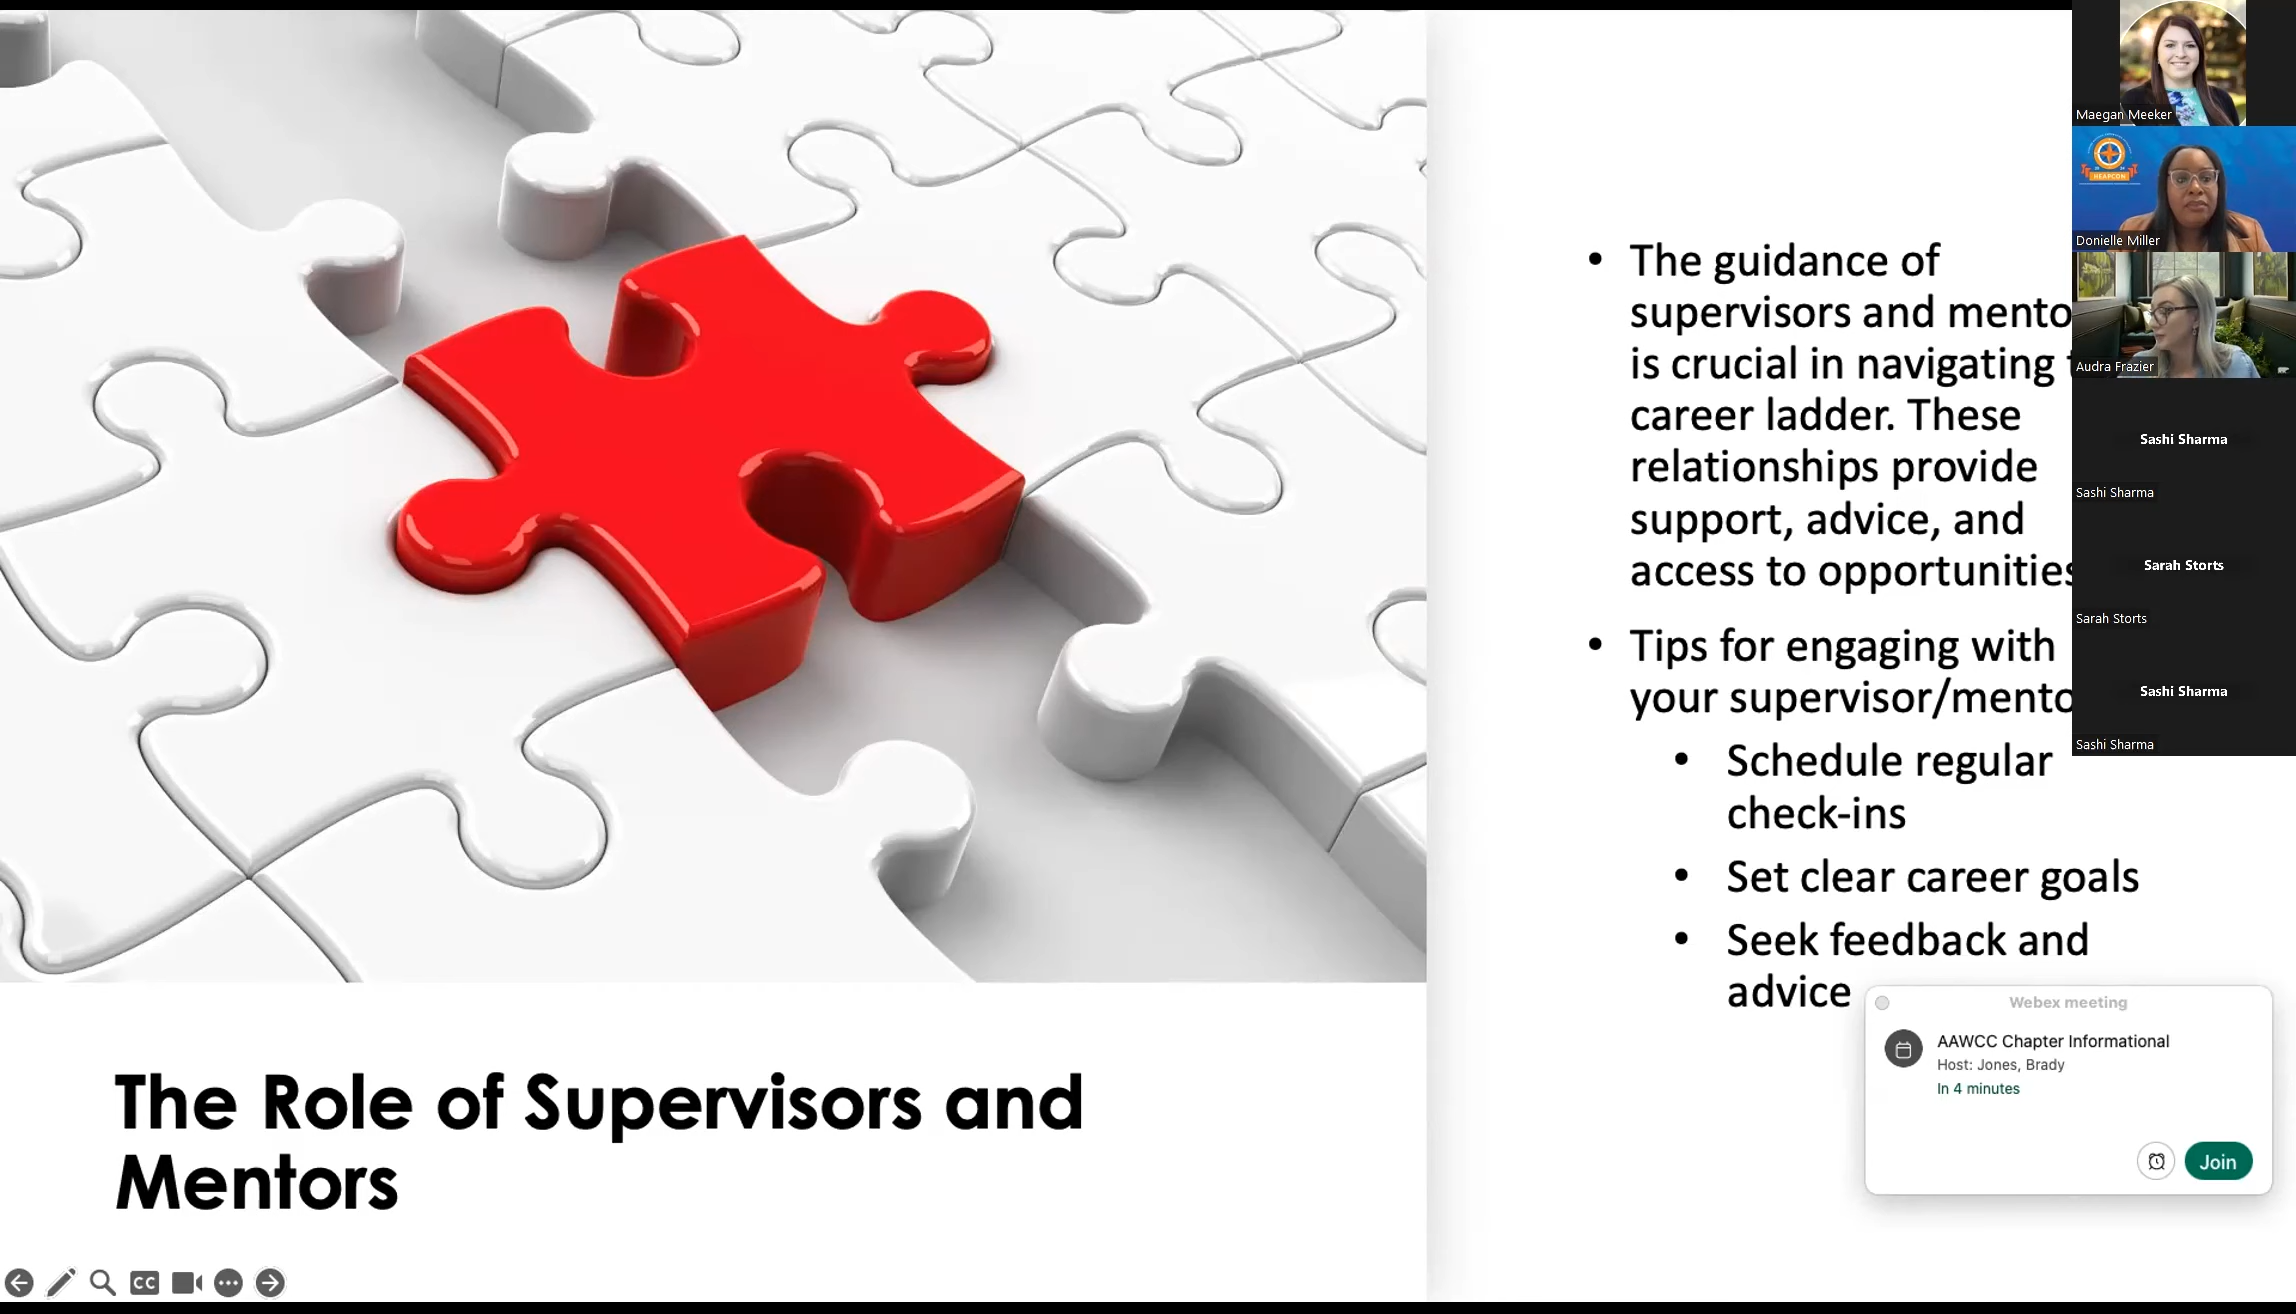 The guidance of
supervisors and mento
is crucial in navigating
career ladder. These
relationships provide
support, advice, and
access to opportunities
Tips for engaging with
your supervisor/mento
Schedule regular
check-ins
Set clear career goals
Seek feedback and
advice
The Role of Supervisors and
Mentors
Maegan Meeker
HEAPCON
Donielle Miller
Audra Frazier
Sashi Sharma
Sashi Sharma
Sarah Storts
Sarah Storts
Sashi Sharma
Sashi Sharma
Webex meeting
AAWCC Chapter Informational
Host: Jones, Brady
In 4 minutes
Join
CC